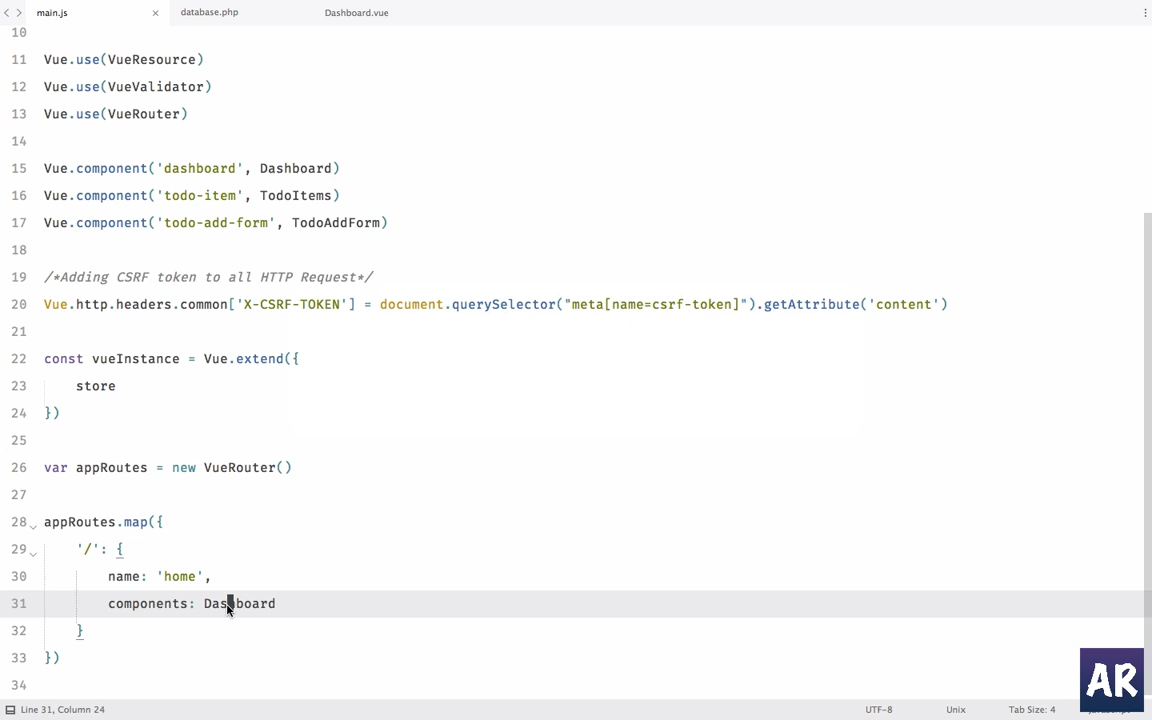 main.js × database.php Dashboard.vue
10
11 Vue.use(VueResource)
12 Vue.use(VueValidator)
13 Vue.use(VueRouter)
14
15 Vue.component('dashboard', Dashboard)
16 Vue.component('todo-item', TodoItems)
17 Vue.component('todo-add-form', TodoAddForm)
18
19 /*Adding CSRF token to all HTTP Request*/
20 Vue.http.headers.common['X-CSRF-TOKEN'] = document.querySelector("meta[name=csrf-token]").getAttribute('content')
21
22 const vueInstance = Vue.extend({
23 store
24 })
25
26 var appRoutes = new VueRouter()
27
28 appRoutes.map({
29 '/': {
30 name: 'home',
31 components: Dashboard
32 }
33 })
34
AR
Line 31, Column 24 UTF-8 Unix Tab Size: 4